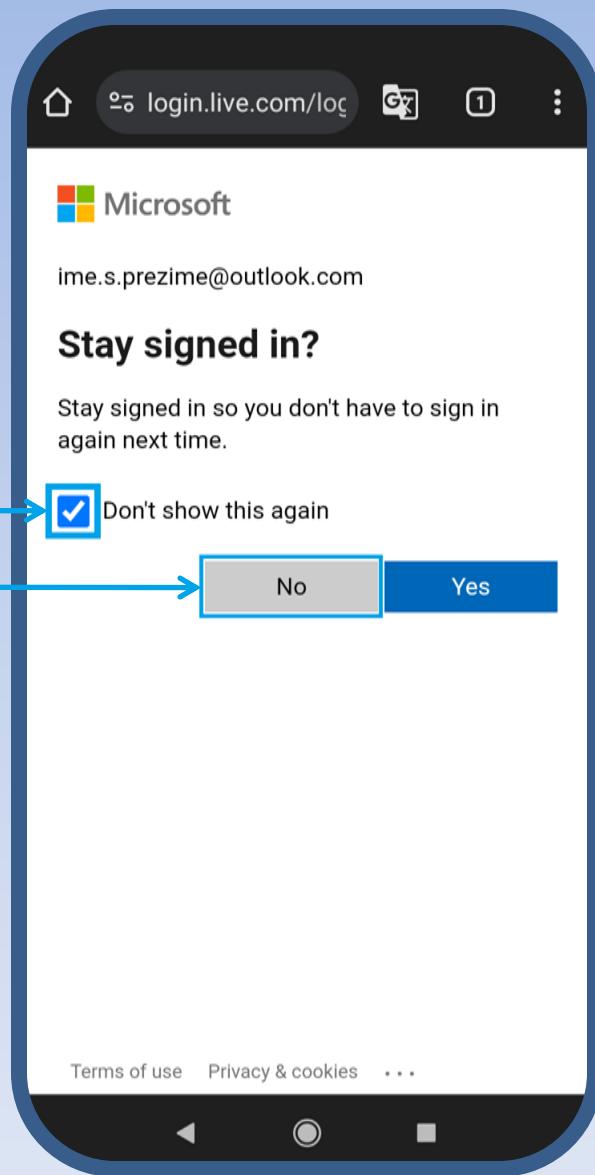 login.live.com/log
1
Microsoft
ime.s.prezime@outlook.com
Stay signed in?
Stay signed in so you don't have to sign in
again next time.
Don't show this again
No
Yes
Terms of use Privacy & cookies ...